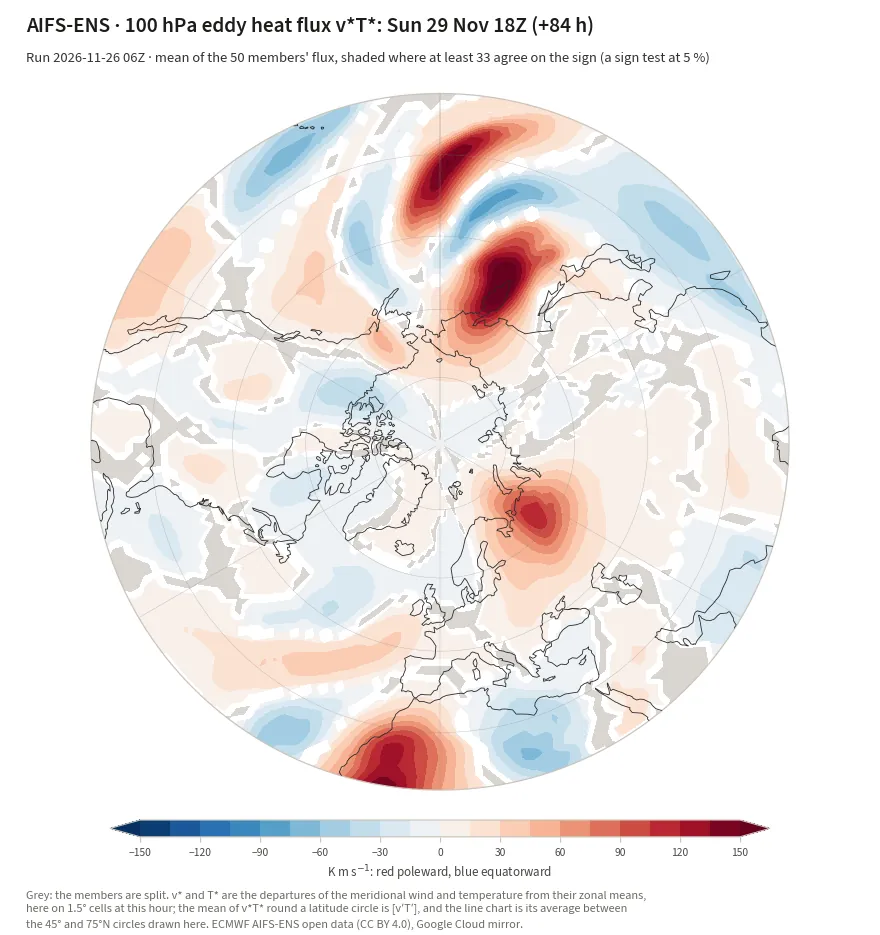 AIFS-ENS · 100 hPa eddy heat flux v*T*: Sun 29 Nov 18Z (+84 h)
Run 2026-11-26 06Z · mean of the 50 members' flux, shaded where at least 33 agree on the sign (a sign test at 5 %)
−150 −120 −90 −60 −30 0 30 60 90 120 150
K m s⁻¹: red poleward, blue equatorward
Grey: the members are split. v* and T* are the departures of the meridional wind and temperature from their zonal means,
here on 1.5° cells at this hour; the mean of v*T* round a latitude circle is [v'T'], and the line chart is its average between
the 45° and 75°N circles drawn here. ECMWF AIFS-ENS open data (CC BY 4.0), Google Cloud mirror.